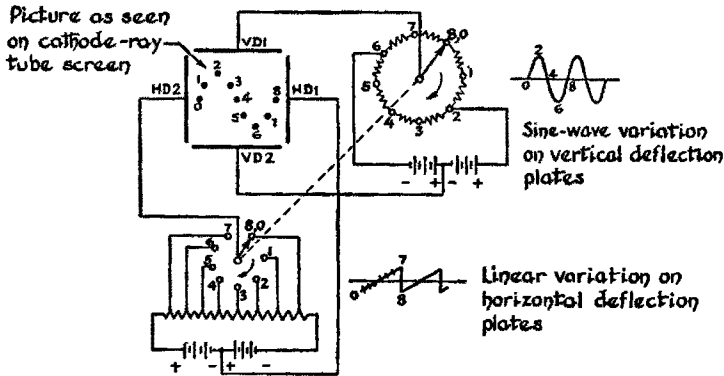 Picture as seen
on cathode-ray
tube screen
VD1
HD2
HD1
VD2
0 1 2 3 4 5 6 7 8
7 8,0
6 1
5 2
4 3
- + - +
2
0 4 8
6
Sine-wave variation
on vertical deflection
plates
7 8,0
6 1
5 2
4 3
+ - + -
7
0
8
Linear variation on
horizontal deflection
plates